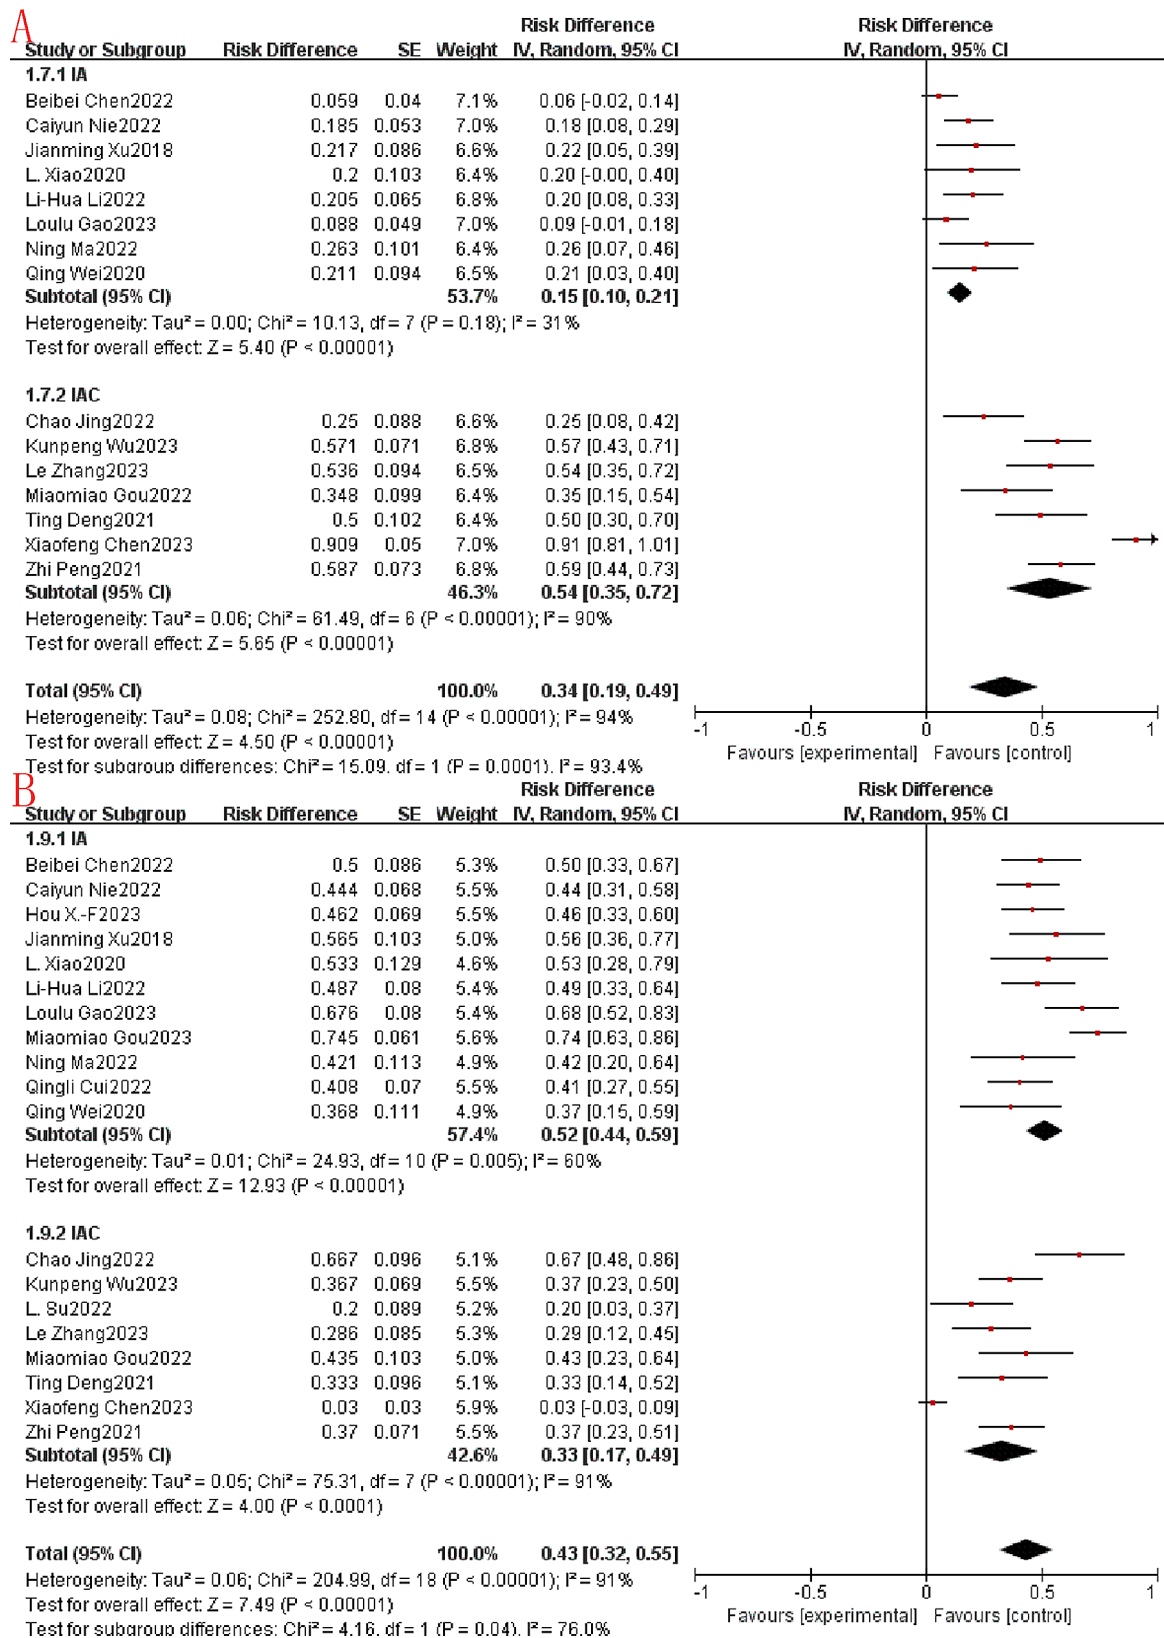 A
Risk Difference Risk Difference
Study or Subgroup Risk Difference SE Weight IV, Random, 95% CI IV, Random, 95% CI
1.7.1 IA
Beibei Chen2022 0.059 0.04 7.1% 0.06 [-0.02, 0.14]
Caiyun Nie2022 0.185 0.053 7.0% 0.18 [0.08, 0.29]
Jianming Xu2018 0.217 0.086 6.6% 0.22 [0.05, 0.39]
L. Xiao2020 0.2 0.103 6.4% 0.20 [-0.00, 0.40]
Li-Hua Li2022 0.205 0.065 6.8% 0.20 [0.08, 0.33]
Loulu Gao2023 0.088 0.049 7.0% 0.09 [-0.01, 0.18]
Ning Ma2022 0.263 0.101 6.4% 0.26 [0.07, 0.46]
Qing Wei2020 0.211 0.094 6.5% 0.21 [0.03, 0.40]
Subtotal (95% CI) 53.7% 0.15 [0.10, 0.21]
Heterogeneity: Tau² = 0.00; Chi² = 10.13, df = 7 (P = 0.18); I² = 31%
Test for overall effect: Z = 5.40 (P < 0.00001)
1.7.2 IAC
Chao Jing2022 0.25 0.088 6.6% 0.25 [0.08, 0.42]
Kunpeng Wu2023 0.571 0.071 6.8% 0.57 [0.43, 0.71]
Le Zhang2023 0.536 0.094 6.5% 0.54 [0.35, 0.72]
Miaomiao Gou2022 0.348 0.099 6.4% 0.35 [0.15, 0.54]
Ting Deng2021 0.5 0.102 6.4% 0.50 [0.30, 0.70]
Xiaofeng Chen2023 0.909 0.05 7.0% 0.91 [0.81, 1.01]
Zhi Peng2021 0.587 0.073 6.8% 0.59 [0.44, 0.73]
Subtotal (95% CI) 46.3% 0.54 [0.35, 0.72]
Heterogeneity: Tau² = 0.06; Chi² = 61.49, df = 6 (P < 0.00001); I² = 90%
Test for overall effect: Z = 5.65 (P < 0.00001)
Total (95% CI) 100.0% 0.34 [0.19, 0.49]
Heterogeneity: Tau² = 0.08; Chi² = 252.80, df = 14 (P < 0.00001); I² = 94%
Test for overall effect: Z = 4.50 (P < 0.00001)
Test for subgroup differences: Chi² = 15.09, df = 1 (P = 0.0001), I² = 93.4%
-1 -0.5 0 0.5 1
Favours [experimental] Favours [control]
B
Risk Difference Risk Difference
Study or Subgroup Risk Difference SE Weight IV, Random, 95% CI IV, Random, 95% CI
1.9.1 IA
Beibei Chen2022 0.5 0.086 5.3% 0.50 [0.33, 0.67]
Caiyun Nie2022 0.444 0.068 5.5% 0.44 [0.31, 0.58]
Hou X.-F2023 0.462 0.069 5.5% 0.46 [0.33, 0.60]
Jianming Xu2018 0.565 0.103 5.0% 0.56 [0.36, 0.77]
L. Xiao2020 0.533 0.129 4.6% 0.53 [0.28, 0.79]
Li-Hua Li2022 0.487 0.08 5.4% 0.49 [0.33, 0.64]
Loulu Gao2023 0.676 0.08 5.4% 0.68 [0.52, 0.83]
Miaomiao Gou2023 0.745 0.061 5.6% 0.74 [0.63, 0.86]
Ning Ma2022 0.421 0.113 4.9% 0.42 [0.20, 0.64]
Qingli Cui2022 0.408 0.07 5.5% 0.41 [0.27, 0.55]
Qing Wei2020 0.368 0.111 4.9% 0.37 [0.15, 0.59]
Subtotal (95% CI) 57.4% 0.52 [0.44, 0.59]
Heterogeneity: Tau² = 0.01; Chi² = 24.93, df = 10 (P = 0.005); I² = 60%
Test for overall effect: Z = 12.93 (P < 0.00001)
1.9.2 IAC
Chao Jing2022 0.667 0.096 5.1% 0.67 [0.48, 0.86]
Kunpeng Wu2023 0.367 0.069 5.5% 0.37 [0.23, 0.50]
L. Su2022 0.2 0.089 5.2% 0.20 [0.03, 0.37]
Le Zhang2023 0.286 0.085 5.3% 0.29 [0.12, 0.45]
Miaomiao Gou2022 0.435 0.103 5.0% 0.43 [0.23, 0.64]
Ting Deng2021 0.333 0.096 5.1% 0.33 [0.14, 0.52]
Xiaofeng Chen2023 0.03 0.03 5.9% 0.03 [-0.03, 0.09]
Zhi Peng2021 0.37 0.071 5.5% 0.37 [0.23, 0.51]
Subtotal (95% CI) 42.6% 0.33 [0.17, 0.49]
Heterogeneity: Tau² = 0.05; Chi² = 75.31, df = 7 (P < 0.00001); I² = 91%
Test for overall effect: Z = 4.00 (P < 0.0001)
Total (95% CI) 100.0% 0.43 [0.32, 0.55]
Heterogeneity: Tau² = 0.06; Chi² = 204.99, df = 18 (P < 0.00001); I² = 91%
Test for overall effect: Z = 7.49 (P < 0.00001)
Test for subgroup differences: Chi² = 4.16, df = 1 (P = 0.04), I² = 76.0%
-1 -0.5 0 0.5 1
Favours [experimental] Favours [control]